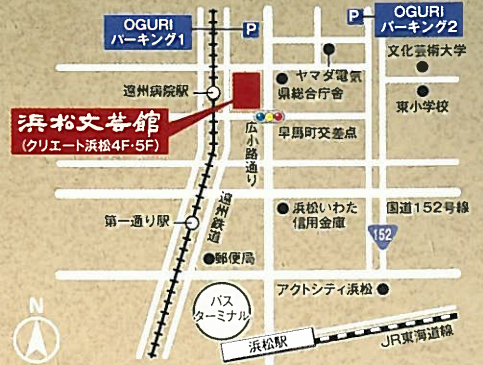 OGURI
パーキング1
P
P
OGURI
パーキング2
文化芸術大学
ヤマダ電気
遠州病院駅
県総合庁舎
東小学校
浜松文芸館
(クリエート浜松4F・5F)
広小路通り
早馬町交差点
遠州鉄道
第一通り駅
浜松いわた
信用金庫
国道152号線
152
郵便局
バス
ターミナル
アクトシティ浜松
N
浜松駅
JR東海道線